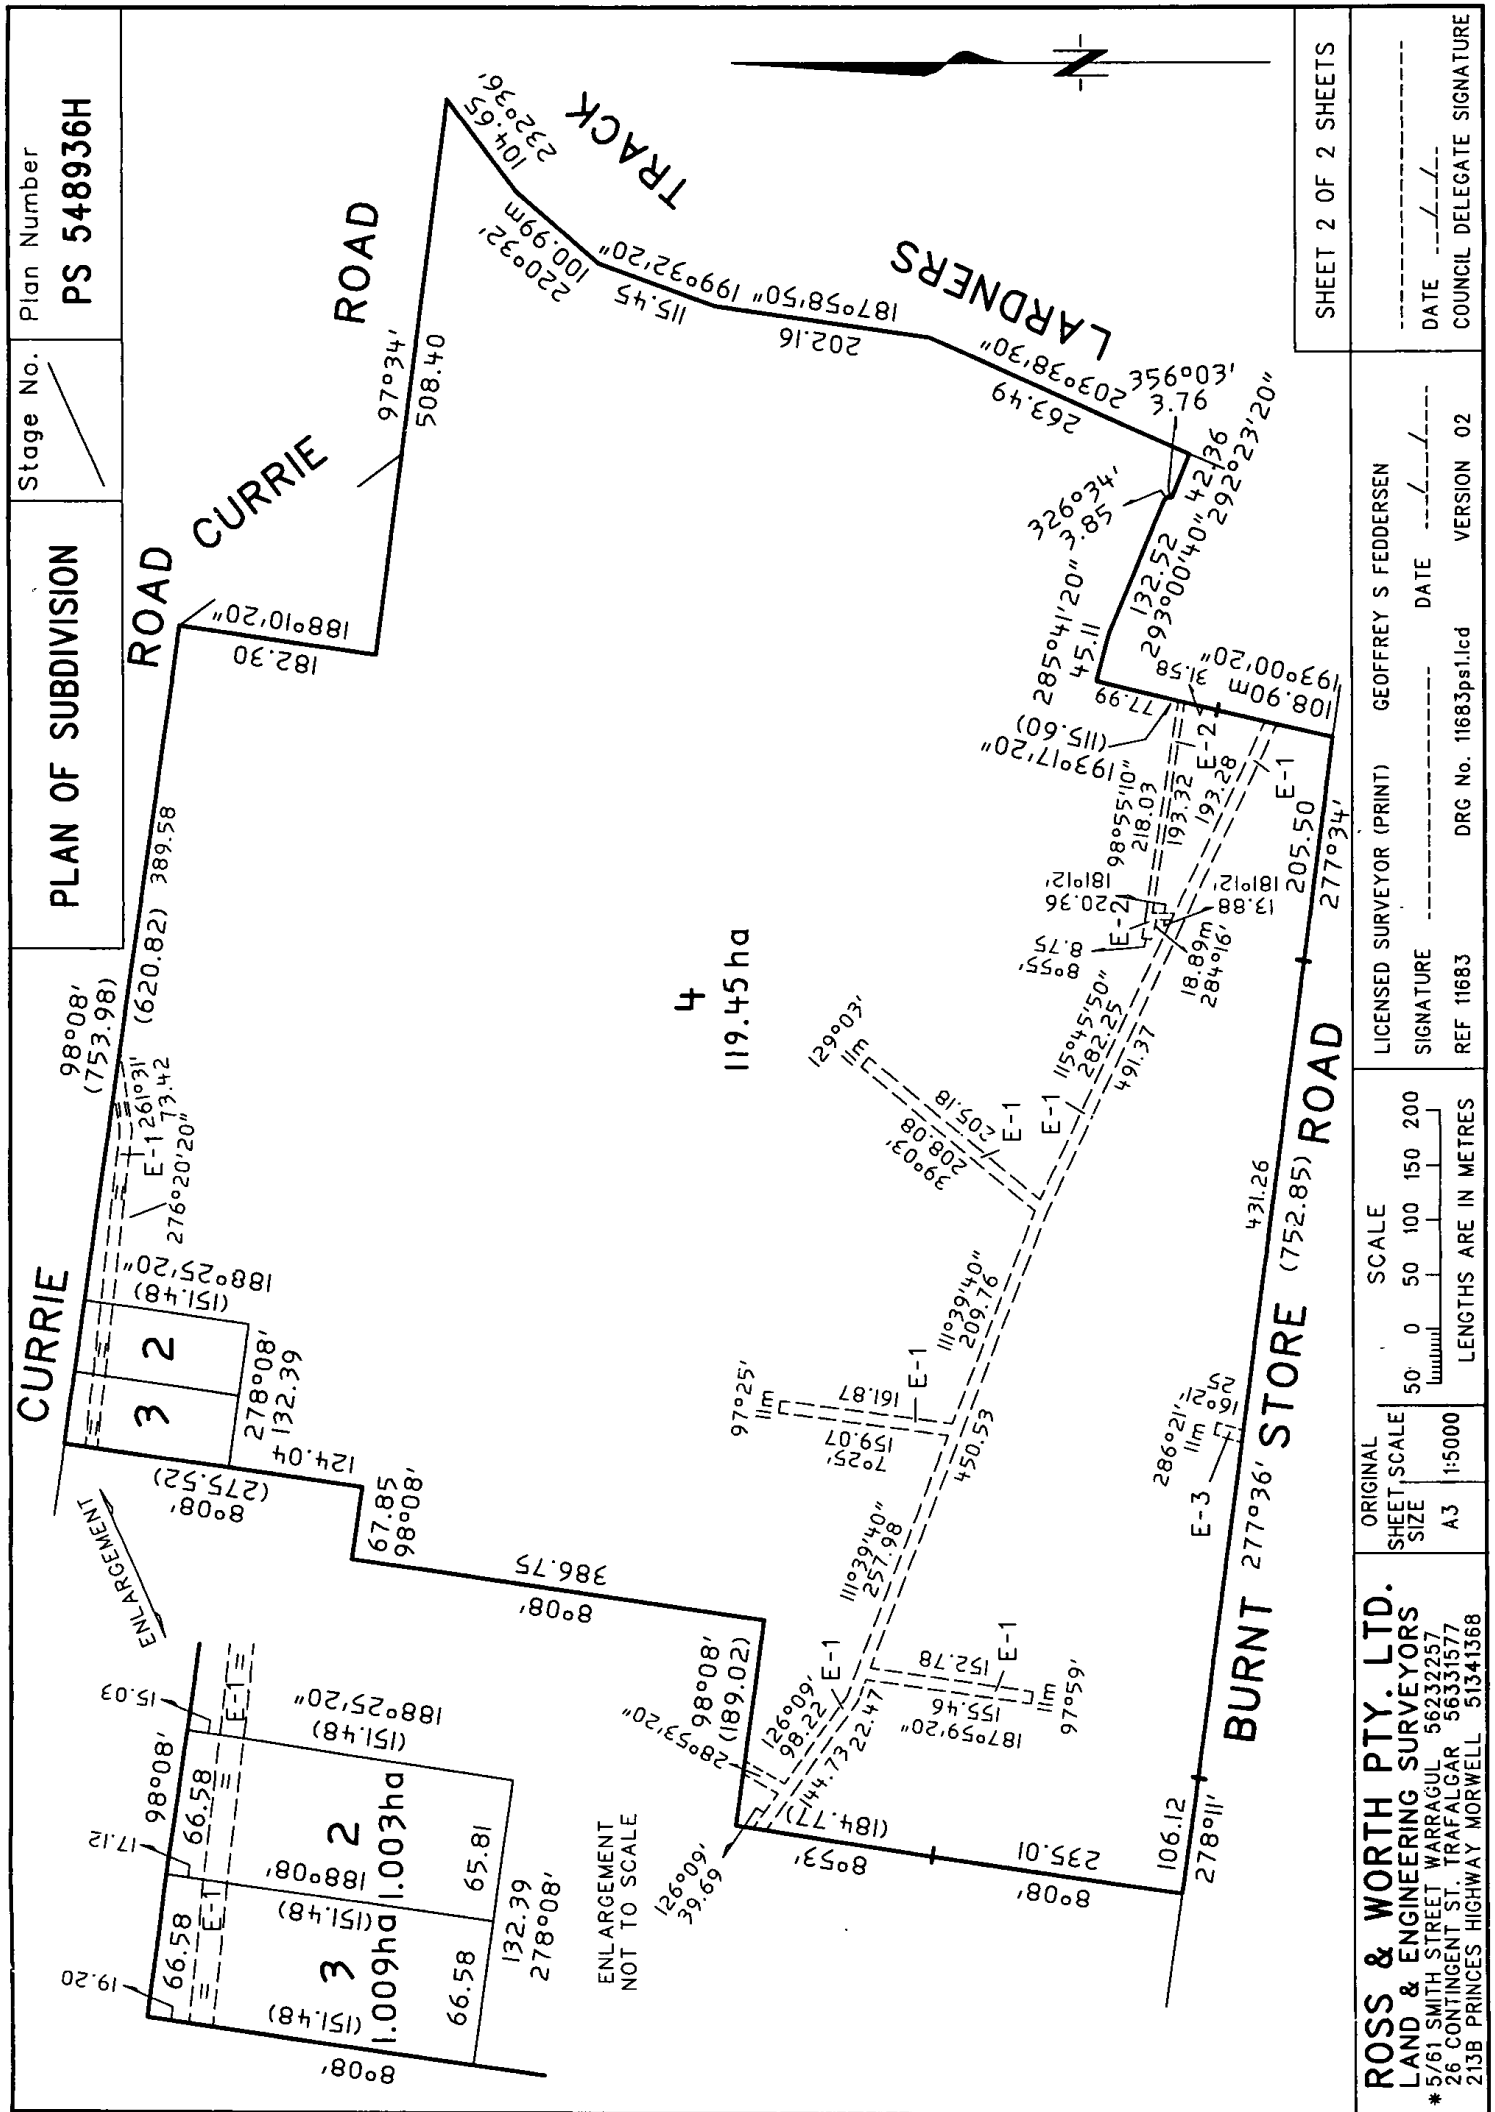 PLAN OF SUBDIVISION
Stage No.
Plan Number
PS 548936H
CURRIE
ROAD
98°08'
(753.98)
(620.82) 389.58
E-1 261°31'
73.42
276°20'20"
188°10'20"
182.30
CURRIE
ROAD
97°34'
508.40
104.65
232°36'
TRACK
220°32'
100.99m
115.45
199°32'20"
187°58'50"
202.16
LARDNERS
203°38'30"
263.49
356°03'
3.76
42.36
292°23'20"
326°34'
3.85
132.52
293°00'40"
285°41'20"
45.11
31.58
77.99
193°00'20"
108.90m
193°17'20"
(115.60)
3
2
188°25'20"
(151.48)
278°08'
132.39
124.04
(275.52)
8°08'
67.85
98°08'
386.75
8°08'
98°08'
(189.02)
28°53'20"
126°09'
98.22
E-1
126°09'
39.69
144.73
22.47
(184.77)
8°53'
235.01
8°08'
106.12
278°11'
152.78
155.46
187°59'20"
E-1
11m
97°59'
111°39'40"
257.98
450.53
97°25'
11m
161.87
159.07
7°25'
E-1
111°39'40"
209.76
129°03'
11m
205.18
208.08
39°03'
E-1
E-1
115°45'50"
282.25
491.37
8.75
8°55'
E-2
20.36
181°12'
98°55'10"
218.03
193.32
E-2
193.28
E-1
13.88
181°12'
18.89m
284°16'
4
119.45ha
205.50
277°34'
431.26
BURNT 277°36' STORE (752.85) ROAD
286°21'
11m
16°21'
25
E-3
ENLARGEMENT
19.20
66.58
17.12
98°08'
66.58
15.03
E-1
E-1
3
2
1.009ha
1.003ha
(151.48)
(151.48)
188°08'
(151.48)
188°25'20"
66.58
65.81
132.39
278°08'
8°08'
ENLARGEMENT
NOT TO SCALE
N
ROSS & WORTH PTY. LTD.
LAND & ENGINEERING SURVEYORS
*5/61 SMITH STREET WARRAGUL 56232257
26 CONTINGENT ST. TRAFALGAR 56331577
213B PRINCES HIGHWAY MORWELL 51341368
ORIGINAL
SHEET SCALE
SIZE
A3 1:5000
SCALE
50 0 50 100 150 200
LENGTHS ARE IN METRES
LICENSED SURVEYOR (PRINT) GEOFFREY S FEDDERSEN
SIGNATURE DATE
REF 11683 DRG No. 11683ps1.lcd VERSION 02
SHEET 2 OF 2 SHEETS
DATE
COUNCIL DELEGATE SIGNATURE